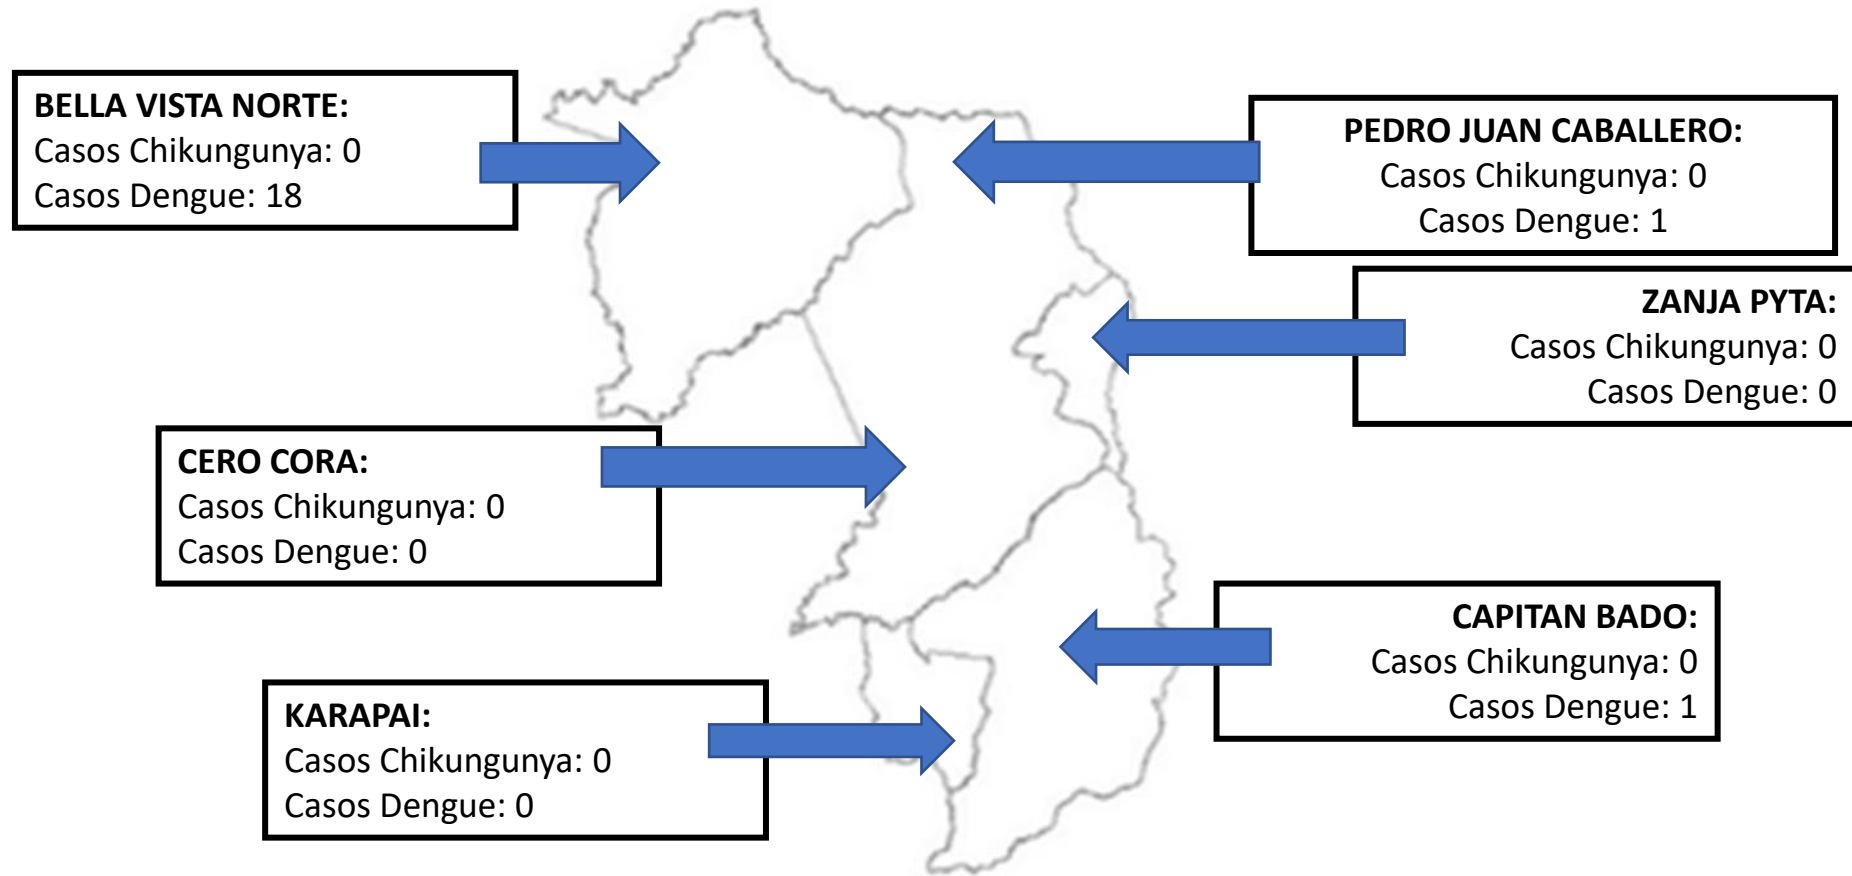 BELLA VISTA NORTE:
Casos Chikungunya: 0
Casos Dengue: 18
PEDRO JUAN CABALLERO:
Casos Chikungunya: 0
Casos Dengue: 1
ZANJA PYTA:
Casos Chikungunya: 0
Casos Dengue: 0
CERO CORA:
Casos Chikungunya: 0
Casos Dengue: 0
CAPITAN BADO:
Casos Chikungunya: 0
Casos Dengue: 1
KARAPAI:
Casos Chikungunya: 0
Casos Dengue: 0